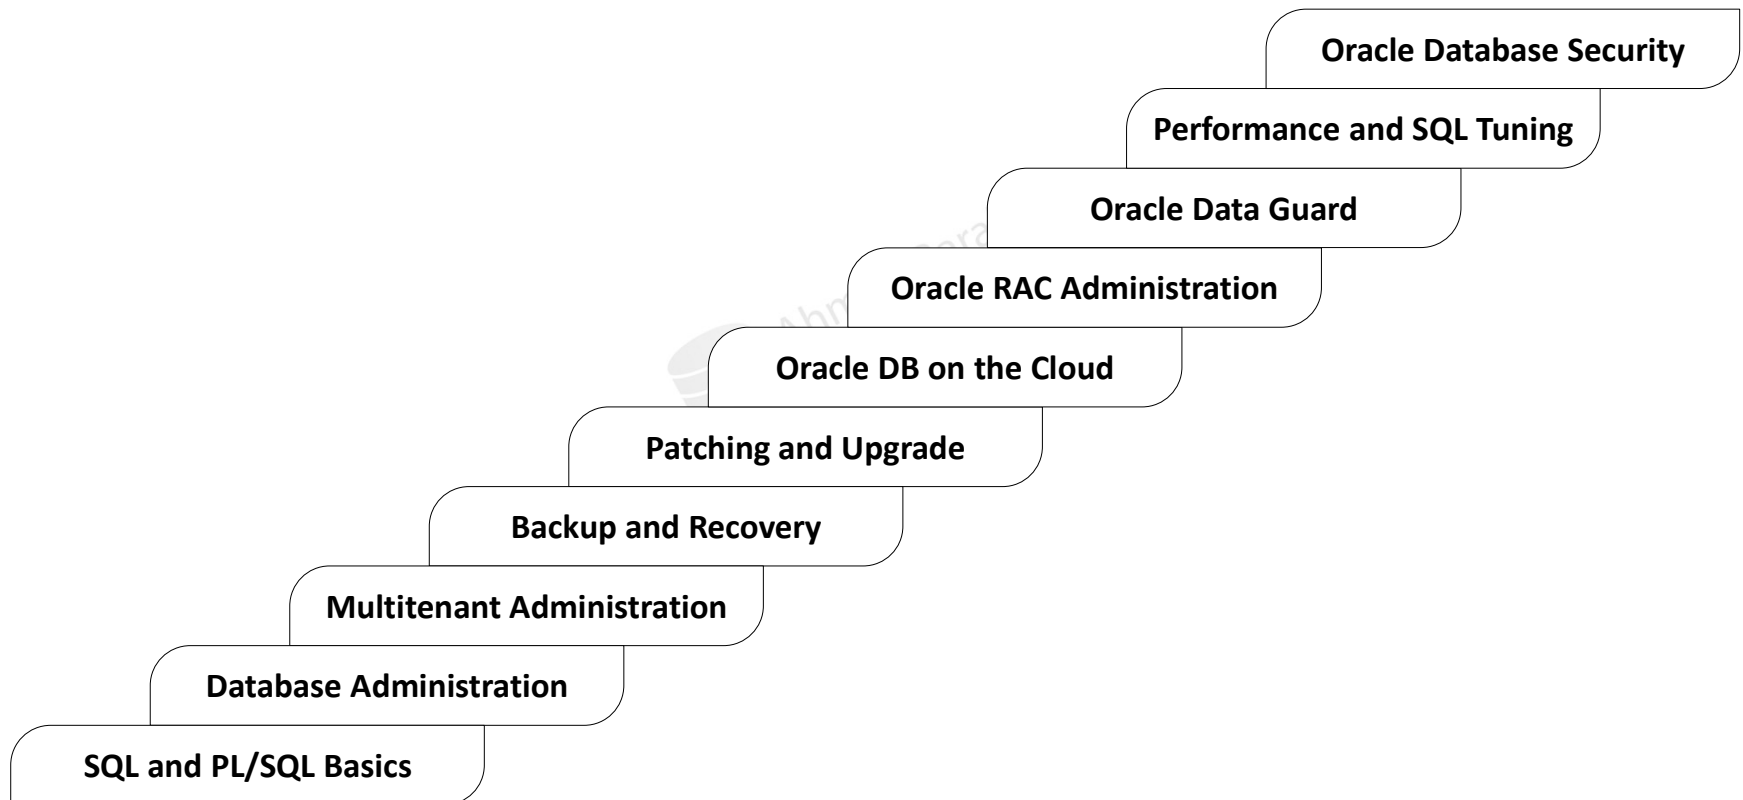 Oracle Database Security
Performance and SQL Tuning
Oracle Data Guard
Oracle RAC Administration
Oracle DB on the Cloud
Patching and Upgrade
Backup and Recovery
Multitenant Administration
Database Administration
SQL and PL/SQL Basics